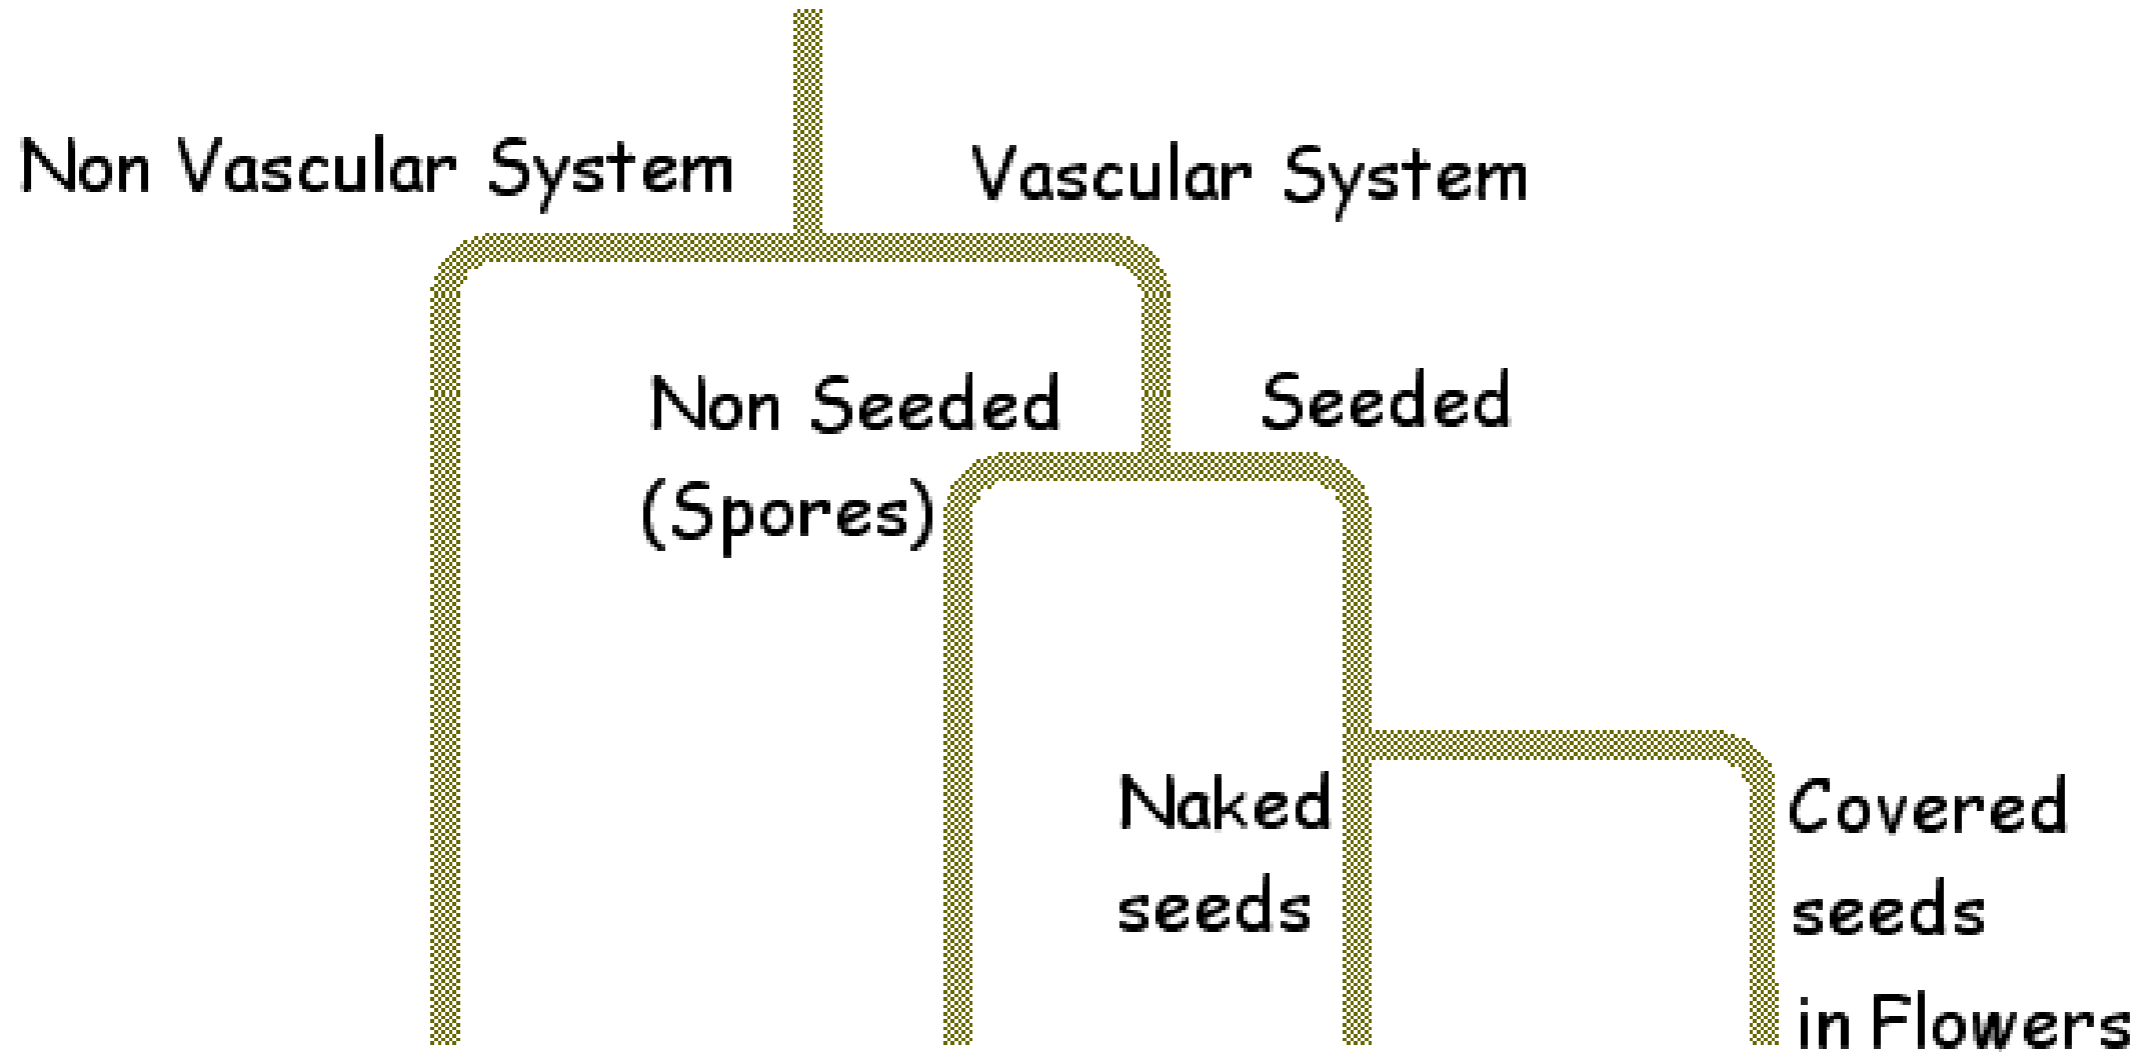 Non Vascular System
Vascular System
Non Seeded
(Spores)
Seeded
Naked
seeds
Covered
seeds
in Flowers